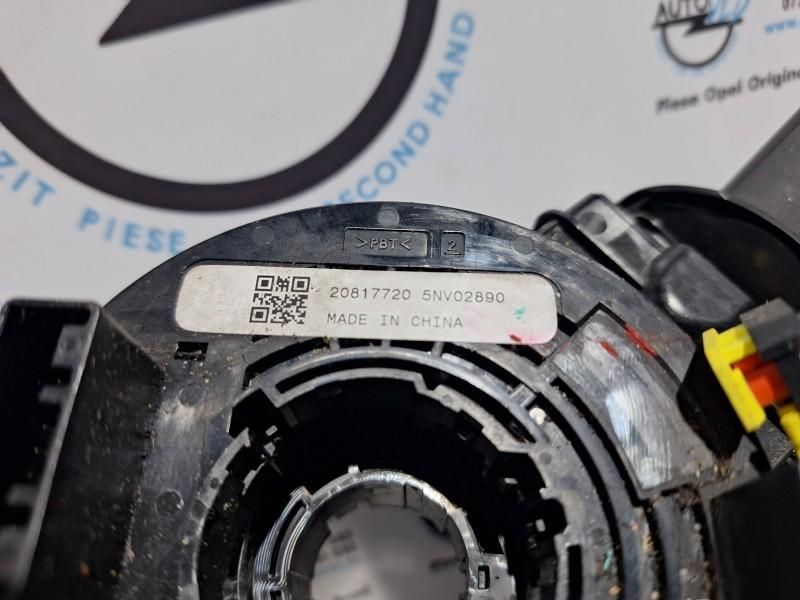 AUTO
Piese Opel Origin
ZIT PIESE SECOND HAND
>PBT< 2
20817720 5NV02890
MADE IN CHINA